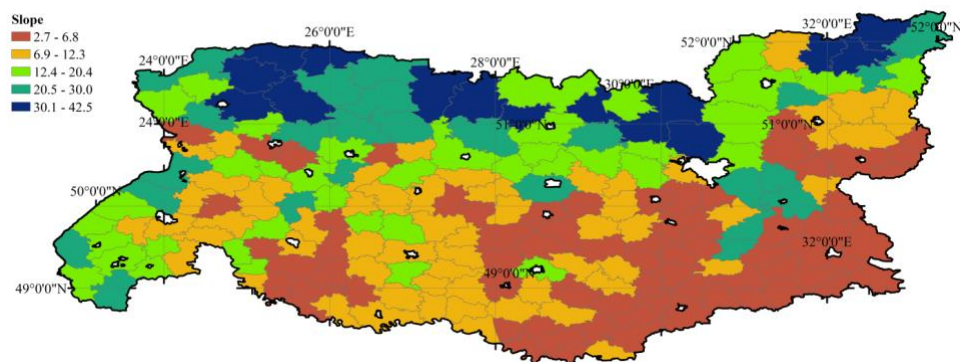 Slope
2.7 - 6.8
6.9 - 12.3
12.4 - 20.4
20.5 - 30.0
30.1 - 42.5
24°0'0"E
26°0'0"E
28°0'0"E
30°0'0"E
52°0'0"N
32°0'0"E
52°0'0"N
24°0'0"E
51°0'0"N
51°0'0"N
50°0'0"N
32°0'0"E
49°0'0"N
49°0'0"N